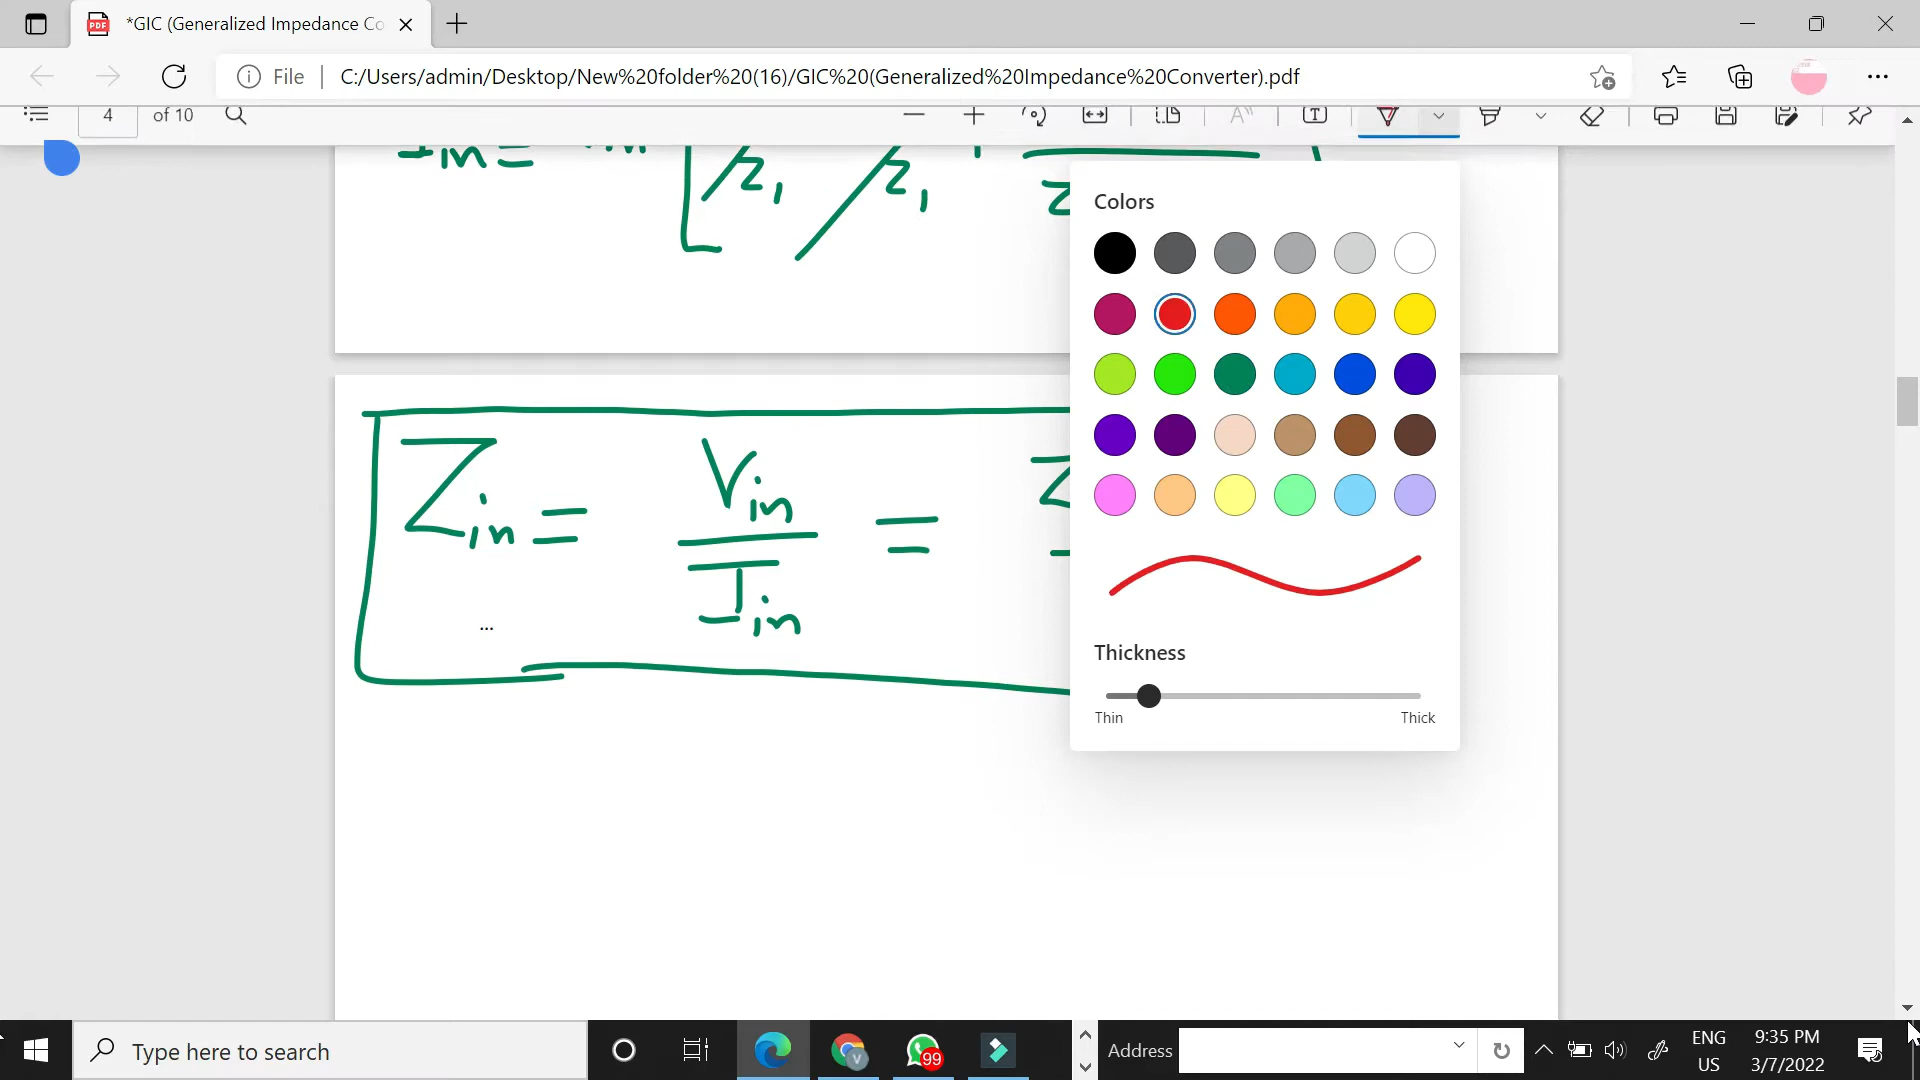 *GIC (Generalized Impedance Co
File
C:/Users/admin/Desktop/New%20folder%20(16)/GIC%20(Generalized%20Impedance%20Converter).pdf
4 of 10
Iin =
Z1 Z1
Colors
Zin = Vin / Iin =
...
Thickness
Thin Thick
Type here to search
V
99
Address
ENG
US
9:35 PM
3/7/2022